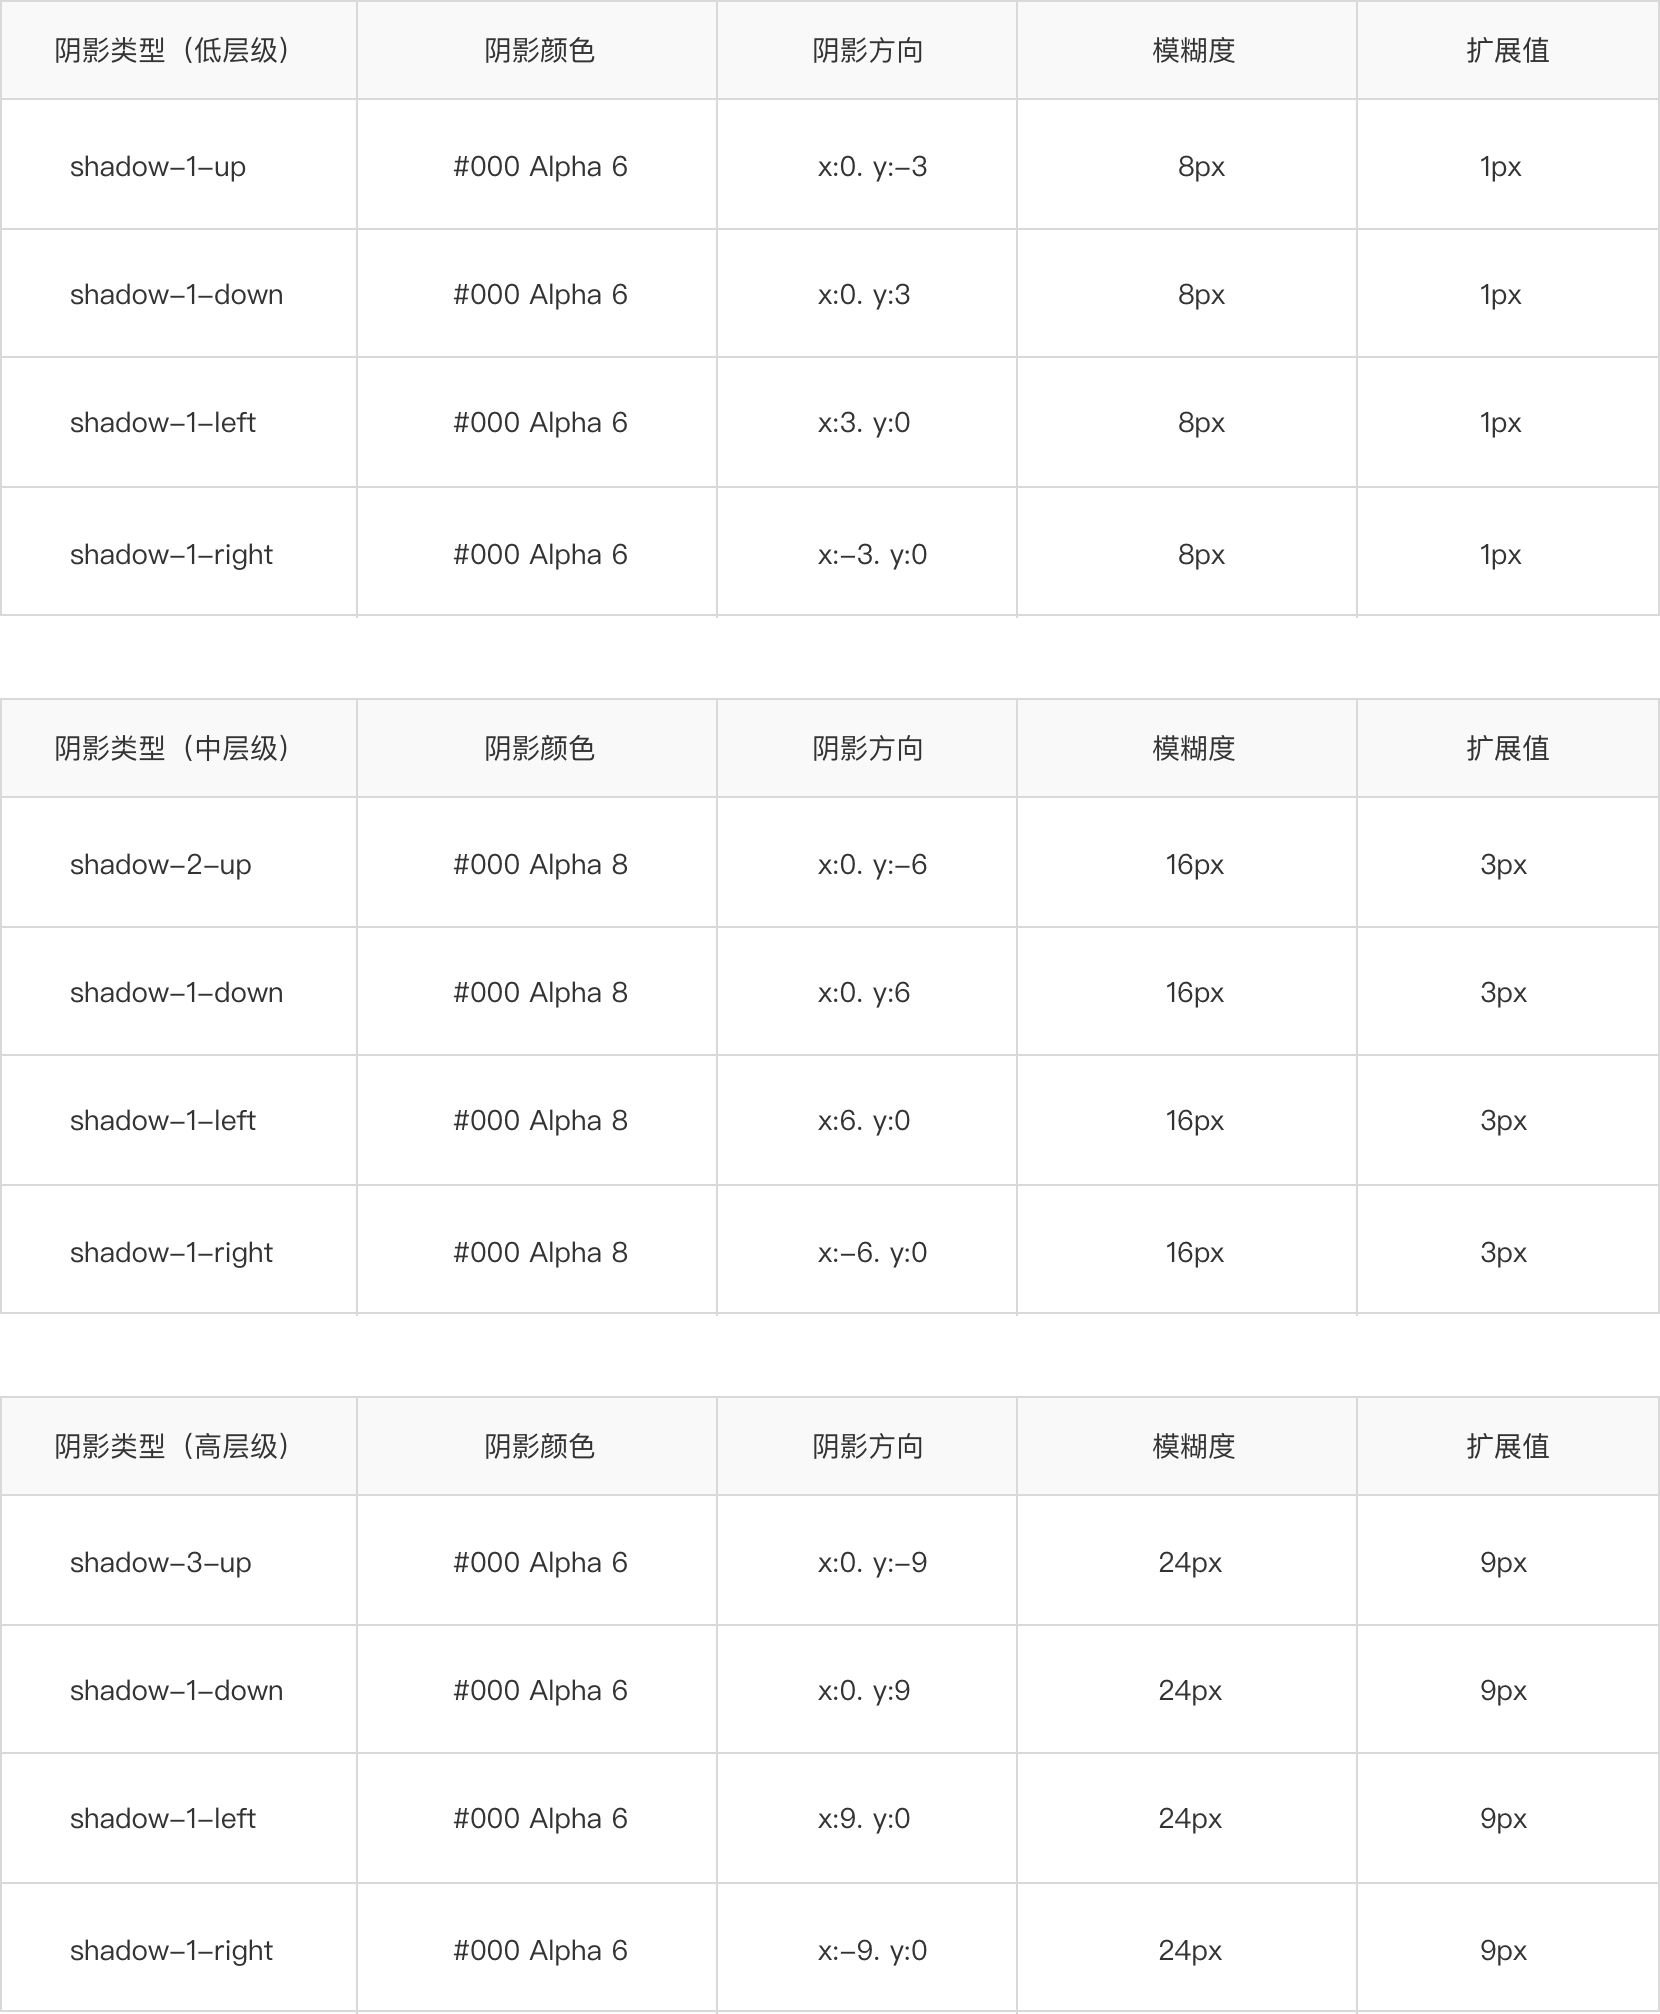 阴影类型（低层级） 阴影颜色 阴影方向 模糊度 扩展值
shadow-1-up #000 Alpha 6 x:0. y:-3 8px 1px
shadow-1-down #000 Alpha 6 x:0. y:3 8px 1px
shadow-1-left #000 Alpha 6 x:3. y:0 8px 1px
shadow-1-right #000 Alpha 6 x:-3. y:0 8px 1px
阴影类型（中层级） 阴影颜色 阴影方向 模糊度 扩展值
shadow-2-up #000 Alpha 8 x:0. y:-6 16px 3px
shadow-1-down #000 Alpha 8 x:0. y:6 16px 3px
shadow-1-left #000 Alpha 8 x:6. y:0 16px 3px
shadow-1-right #000 Alpha 8 x:-6. y:0 16px 3px
阴影类型（高层级） 阴影颜色 阴影方向 模糊度 扩展值
shadow-3-up #000 Alpha 6 x:0. y:-9 24px 9px
shadow-1-down #000 Alpha 6 x:0. y:9 24px 9px
shadow-1-left #000 Alpha 6 x:9. y:0 24px 9px
shadow-1-right #000 Alpha 6 x:-9. y:0 24px 9px